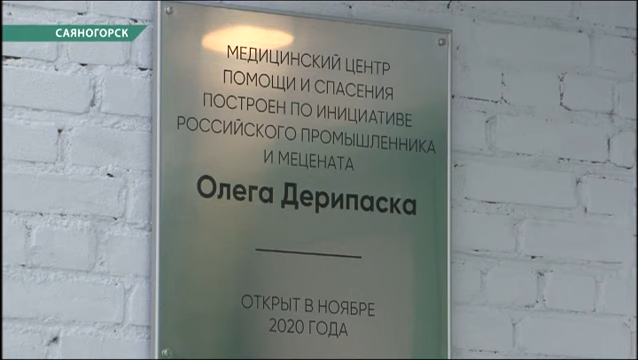 САЯНОГОРСК
МЕДИЦИНСКИЙ ЦЕНТР
ПОМОЩИ И СПАСЕНИЯ
ПОСТРОЕН ПО ИНИЦИАТИВЕ
РОССИЙСКОГО ПРОМЫШЛЕННИКА
И МЕЦЕНАТА
Олега Дерипаска
ОТКРЫТ В НОЯБРЕ
2020 ГОДА